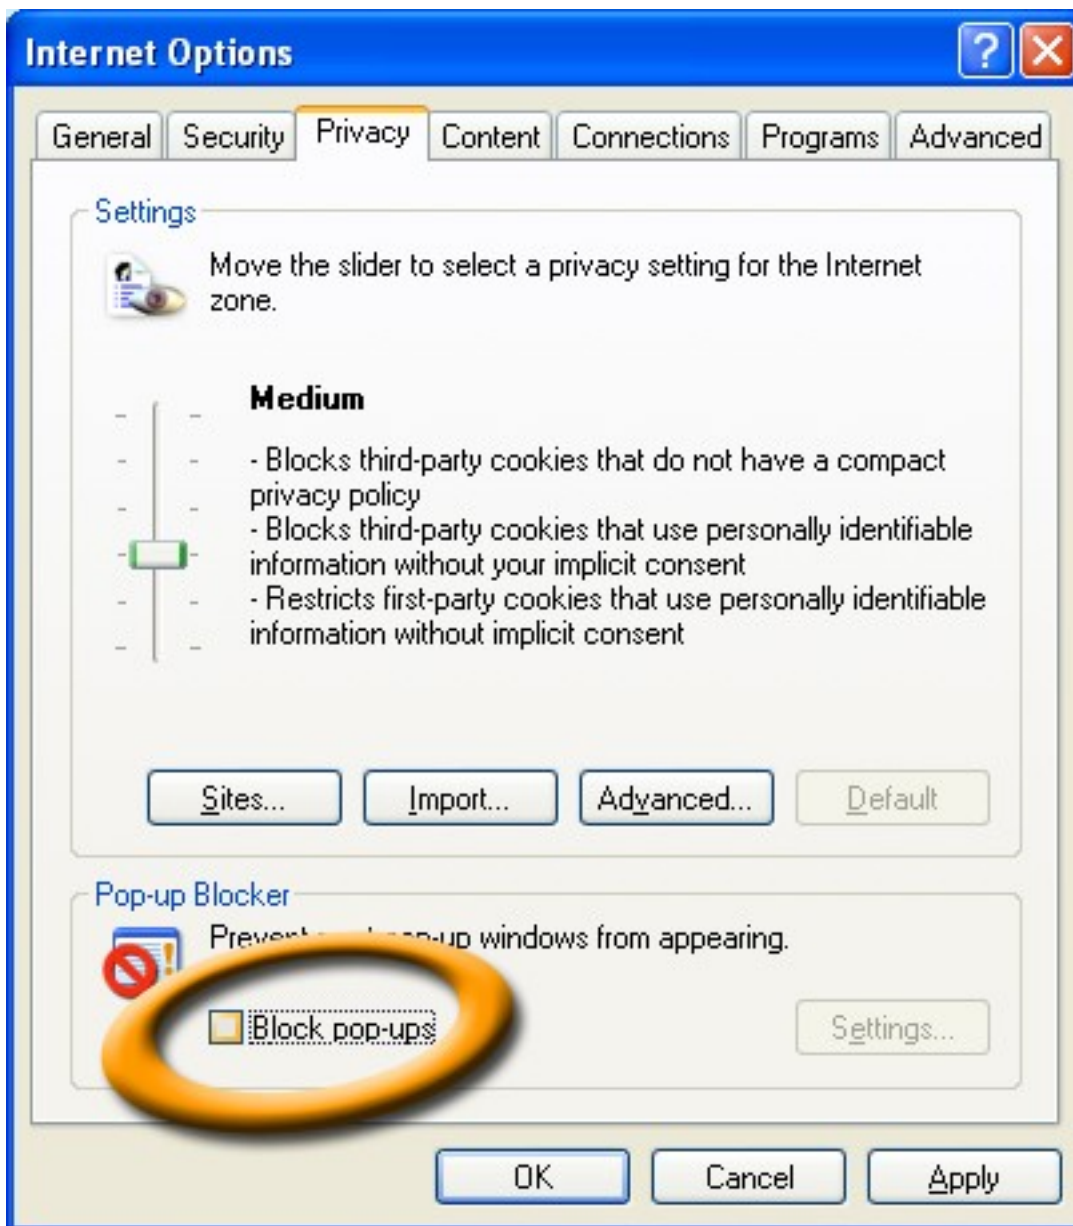 Internet Options
General Security Privacy Content Connections Programs Advanced
Settings
Move the slider to select a privacy setting for the Internet
zone.
Medium
- Blocks third-party cookies that do not have a compact
privacy policy
- Blocks third-party cookies that use personally identifiable
information without your implicit consent
- Restricts first-party cookies that use personally identifiable
information without implicit consent
Sites... Import... Advanced... Default
Pop-up Blocker
Prevent most pop-up windows from appearing.
Block pop-ups
Settings...
OK Cancel Apply